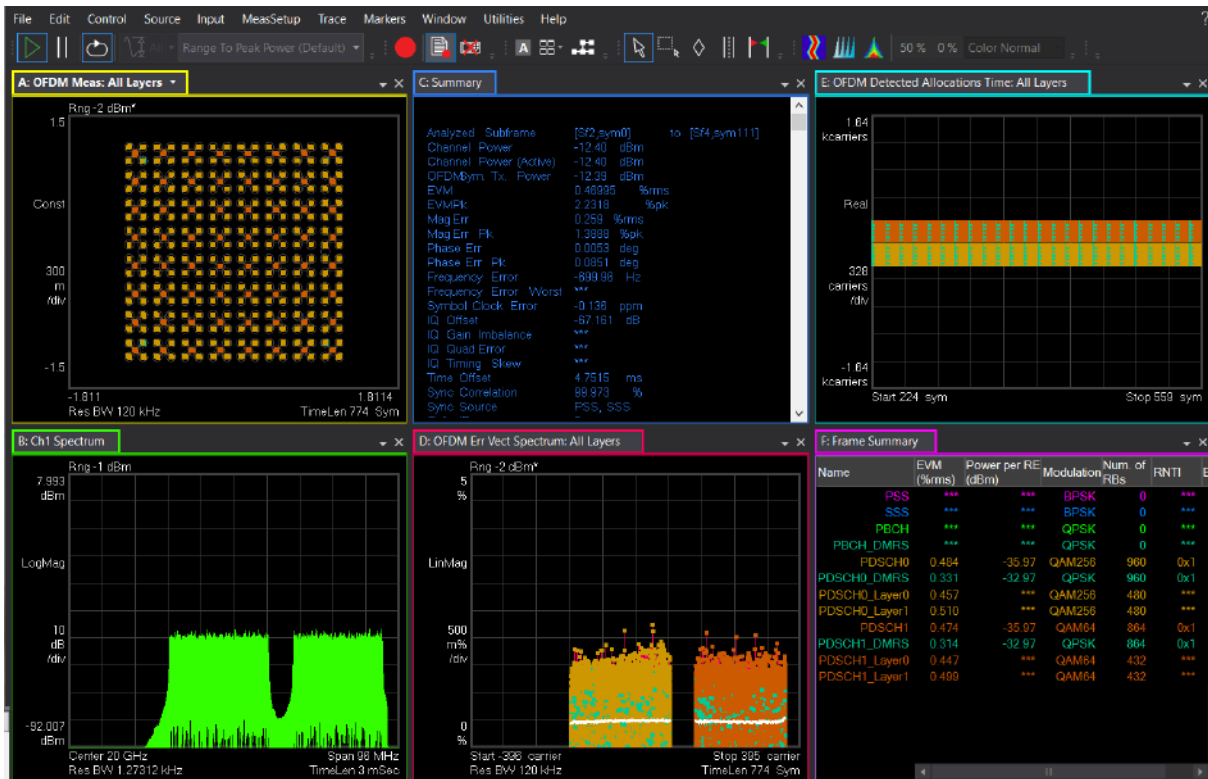 File Edit Control Source Input MeasSetup Trace Markers Window Utilities Help
All Range To Peak Power (Default) A 50 % 0 % Color Normal
A: OFDM Meas: All Layers
Rng -2 dBm*
1.5
Const
300
m
/div
-1.5
-1.811 1.8114
Res BW 120 kHz TimeLen 774 Sym
C: Summary
Analyzed Subframe [Sf2,sym0] to [Sf4,sym111]
Channel Power -12.40 dBm
Channel Power (Active) -12.40 dBm
OFDM Sym. Tx. Power -12.39 dBm
EVM 0.46995 %rms
EVMPk 2.2318 %pk
Mag Err 0.259 %rms
Mag Err Pk 1.3888 %pk
Phase Err 0.0053 deg
Phase Err Pk 0.0851 deg
Frequency Error -699.98 Hz
Frequency Error Worst ***
Symbol Clock Error -0.136 ppm
IQ Offset -67.161 dB
IQ Gain Imbalance ***
IQ Quad Error ***
IQ Timing Skew ***
Time Offset 4.7515 ms
Sync Correlation 99.973 %
Sync Source PSS, SSS
E: OFDM Detected Allocations Time: All Layers
1.64
kcarriers
Real
328
carriers
/div
-1.64
kcarriers
Start 224 sym Stop 559 sym
B: Ch1 Spectrum
Rng -1 dBm
7.993
dBm
LogMag
10
dB
/div
-92.007
dBm
Center 20 GHz Span 98 MHz
Res BW 1.27312 kHz TimeLen 3 mSec
D: OFDM Err Vect Spectrum: All Layers
Rng -2 dBm*
5
%
LinMag
500
m%
/div
0
%
Start -396 carrier Stop 395 carrier
Res BW 120 kHz TimeLen 774 Sym
F: Frame Summary
Name EVM (%rms) Power per RE (dBm) Modulation Num. of RBs RNTI
PSS *** *** BPSK 0 ***
SSS *** *** BPSK 0 ***
PBCH *** *** QPSK 0 ***
PBCH_DMRS *** *** QPSK 0 ***
PDSCH0 0.484 -35.97 QAM256 960 0x1
PDSCH0_DMRS 0.331 -32.97 QPSK 960 0x1
PDSCH0_Layer0 0.457 *** QAM256 480 ***
PDSCH0_Layer1 0.510 *** QAM256 480 ***
PDSCH1 0.474 -35.97 QAM64 864 0x1
PDSCH1_DMRS 0.314 -32.97 QPSK 864 0x1
PDSCH1_Layer0 0.447 *** QAM64 432 ***
PDSCH1_Layer1 0.499 *** QAM64 432 ***